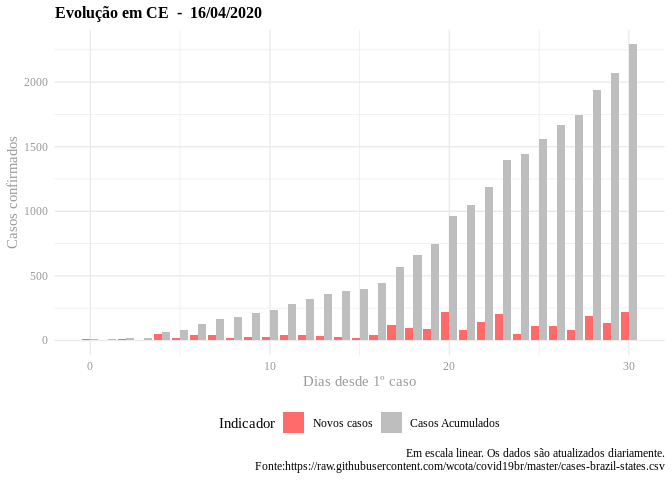 Evolução em CE - 16/04/2020
Casos confirmados
2000
1500
1000
500
0
0
10
20
30
Dias desde 1º caso
Indicador
Novos casos
Casos Acumulados
Em escala linear. Os dados são atualizados diariamente.
Fonte:https://raw.githubusercontent.com/wcota/covid19br/master/cases-brazil-states.csv